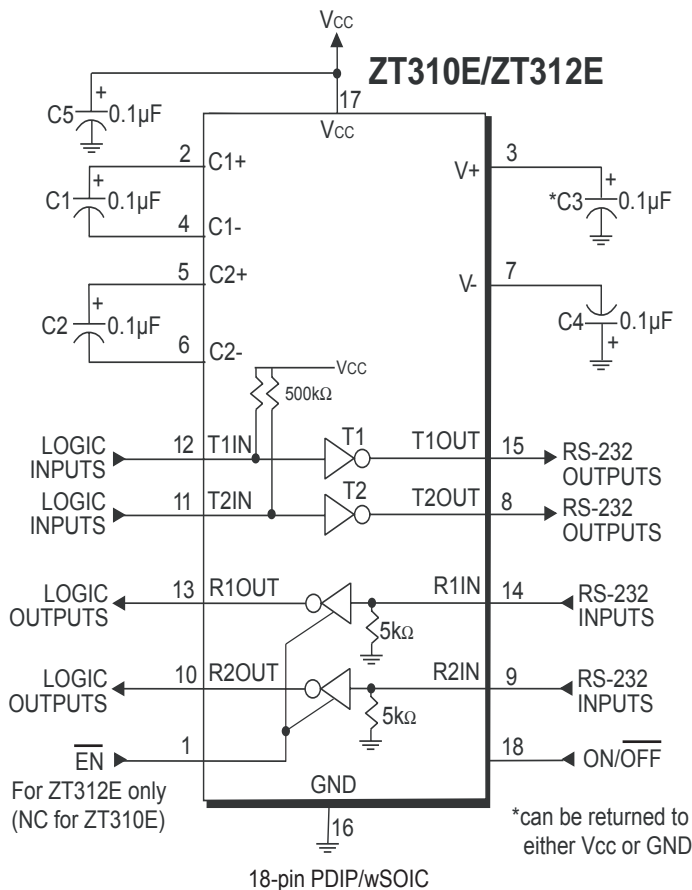 VCC
ZT310E/ZT312E
17
VCC
+
C5 0.1µF
2 C1+
+
C1 0.1µF
4 C1-
5 C2+
+
C2 0.1µF
6 C2-
V+ 3
+
*C3 0.1µF
V- 7
C4 0.1µF
+
VCC
500kΩ
LOGIC INPUTS 12 T1IN T1 T1OUT 15 RS-232 OUTPUTS
LOGIC INPUTS 11 T2IN T2 T2OUT 8 RS-232 OUTPUTS
LOGIC OUTPUTS 13 R1OUT R1IN 14 RS-232 INPUTS
5kΩ
LOGIC OUTPUTS 10 R2OUT R2IN 9 RS-232 INPUTS
5kΩ
EN 1 18 ON/OFF
For ZT312E only
(NC for ZT310E)
GND
16
*can be returned to
either Vcc or GND
18-pin PDIP/wSOIC